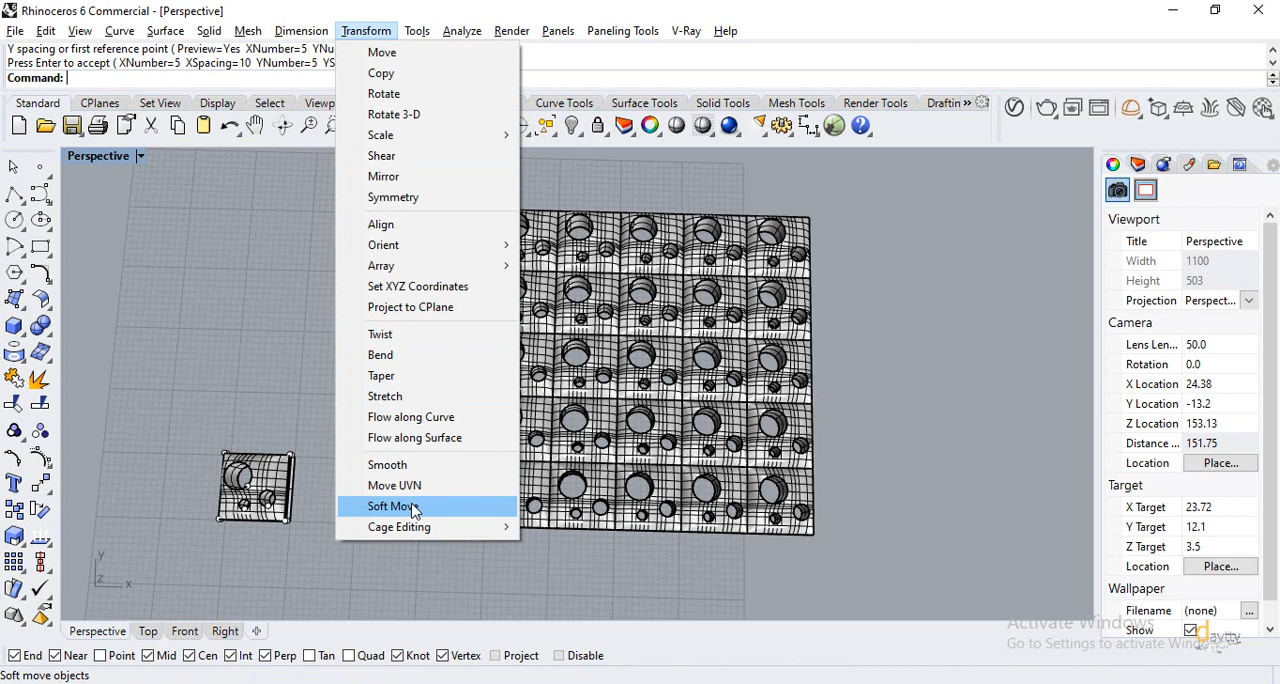 Rhinoceros 6 Commercial - [Perspective]
File Edit View Curve Surface Solid Mesh Dimension Transform Tools Analyze Render Panels Paneling Tools V-Ray Help
Y spacing or first reference point ( Preview=Yes XNumber=5 YNu
Press Enter to accept ( XNumber=5 XSpacing=10 YNumber=5 YS
Command:
Standard CPlanes Set View Display Select Viewp Curve Tools Surface Tools Solid Tools Mesh Tools Render Tools Draftin »
Perspective
Move
Copy
Rotate
Rotate 3-D
Scale
Shear
Mirror
Symmetry
Align
Orient
Array
Set XYZ Coordinates
Project to CPlane
Twist
Bend
Taper
Stretch
Flow along Curve
Flow along Surface
Smooth
Move UVN
Soft Move
Cage Editing
y
z x
Viewport
Title Perspective
Width 1100
Height 503
Projection Perspect...
Camera
Lens Len... 50.0
Rotation 0.0
X Location 24.38
Y Location -13.2
Z Location 153.13
Distance ... 151.75
Location Place...
Target
X Target 23.72
Y Target 12.1
Z Target 3.5
Location Place...
Wallpaper
Filename (none) ...
Show
Activate Windows
Go to Settings to activate Windows.
Perspective Top Front Right
End Near Point Mid Cen Int Perp Tan Quad Knot Vertex Project Disable
Soft move objects